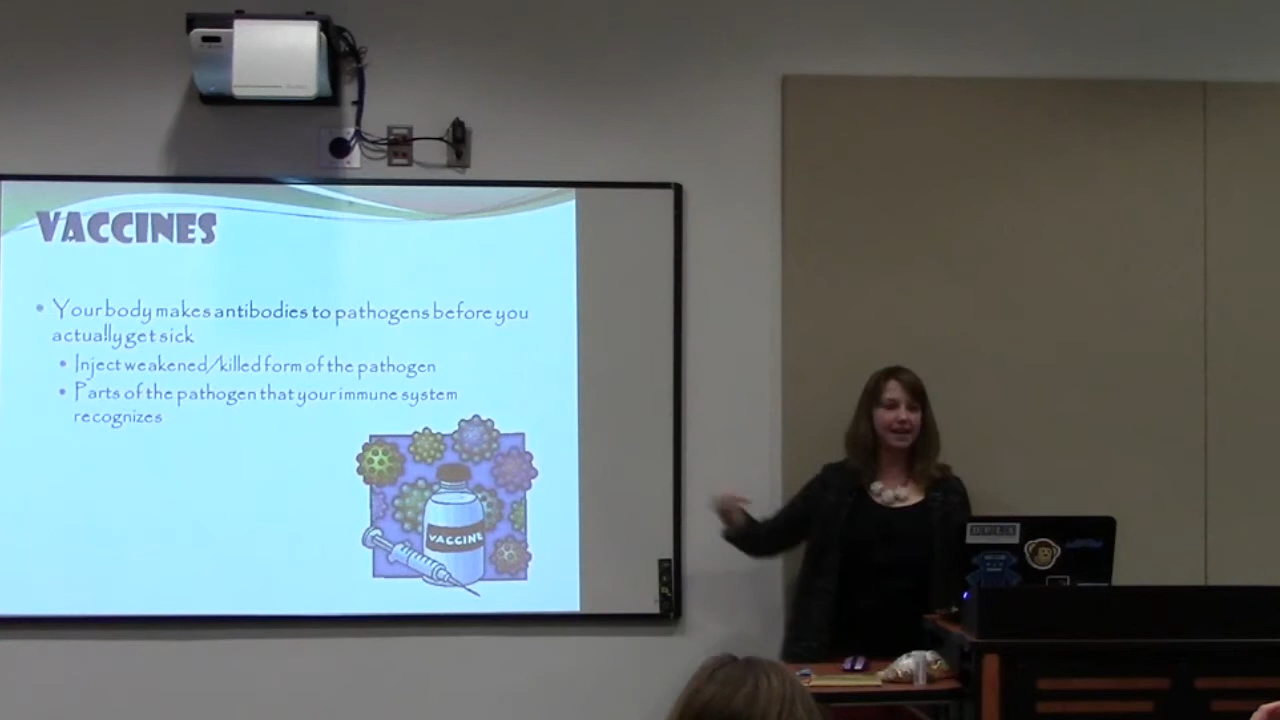 VACCINES
• Your body makes antibodies to pathogens before you
actually get sick
• Inject weakened/killed form of the pathogen
• Parts of the pathogen that your immune system
recognizes
VACCINE